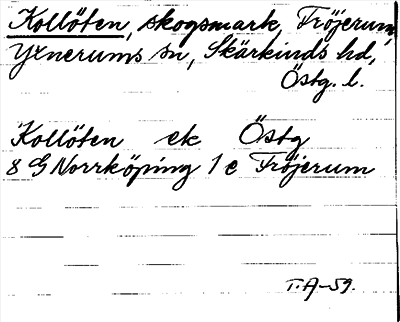 Kollöten, skogsmark, Fröjerum,
Yxnerums sn, Skärkinds hd,
Östg. l.
Kollöten ek Östg
8 G Norrköping 1 e Fröjerum
T.A-59.